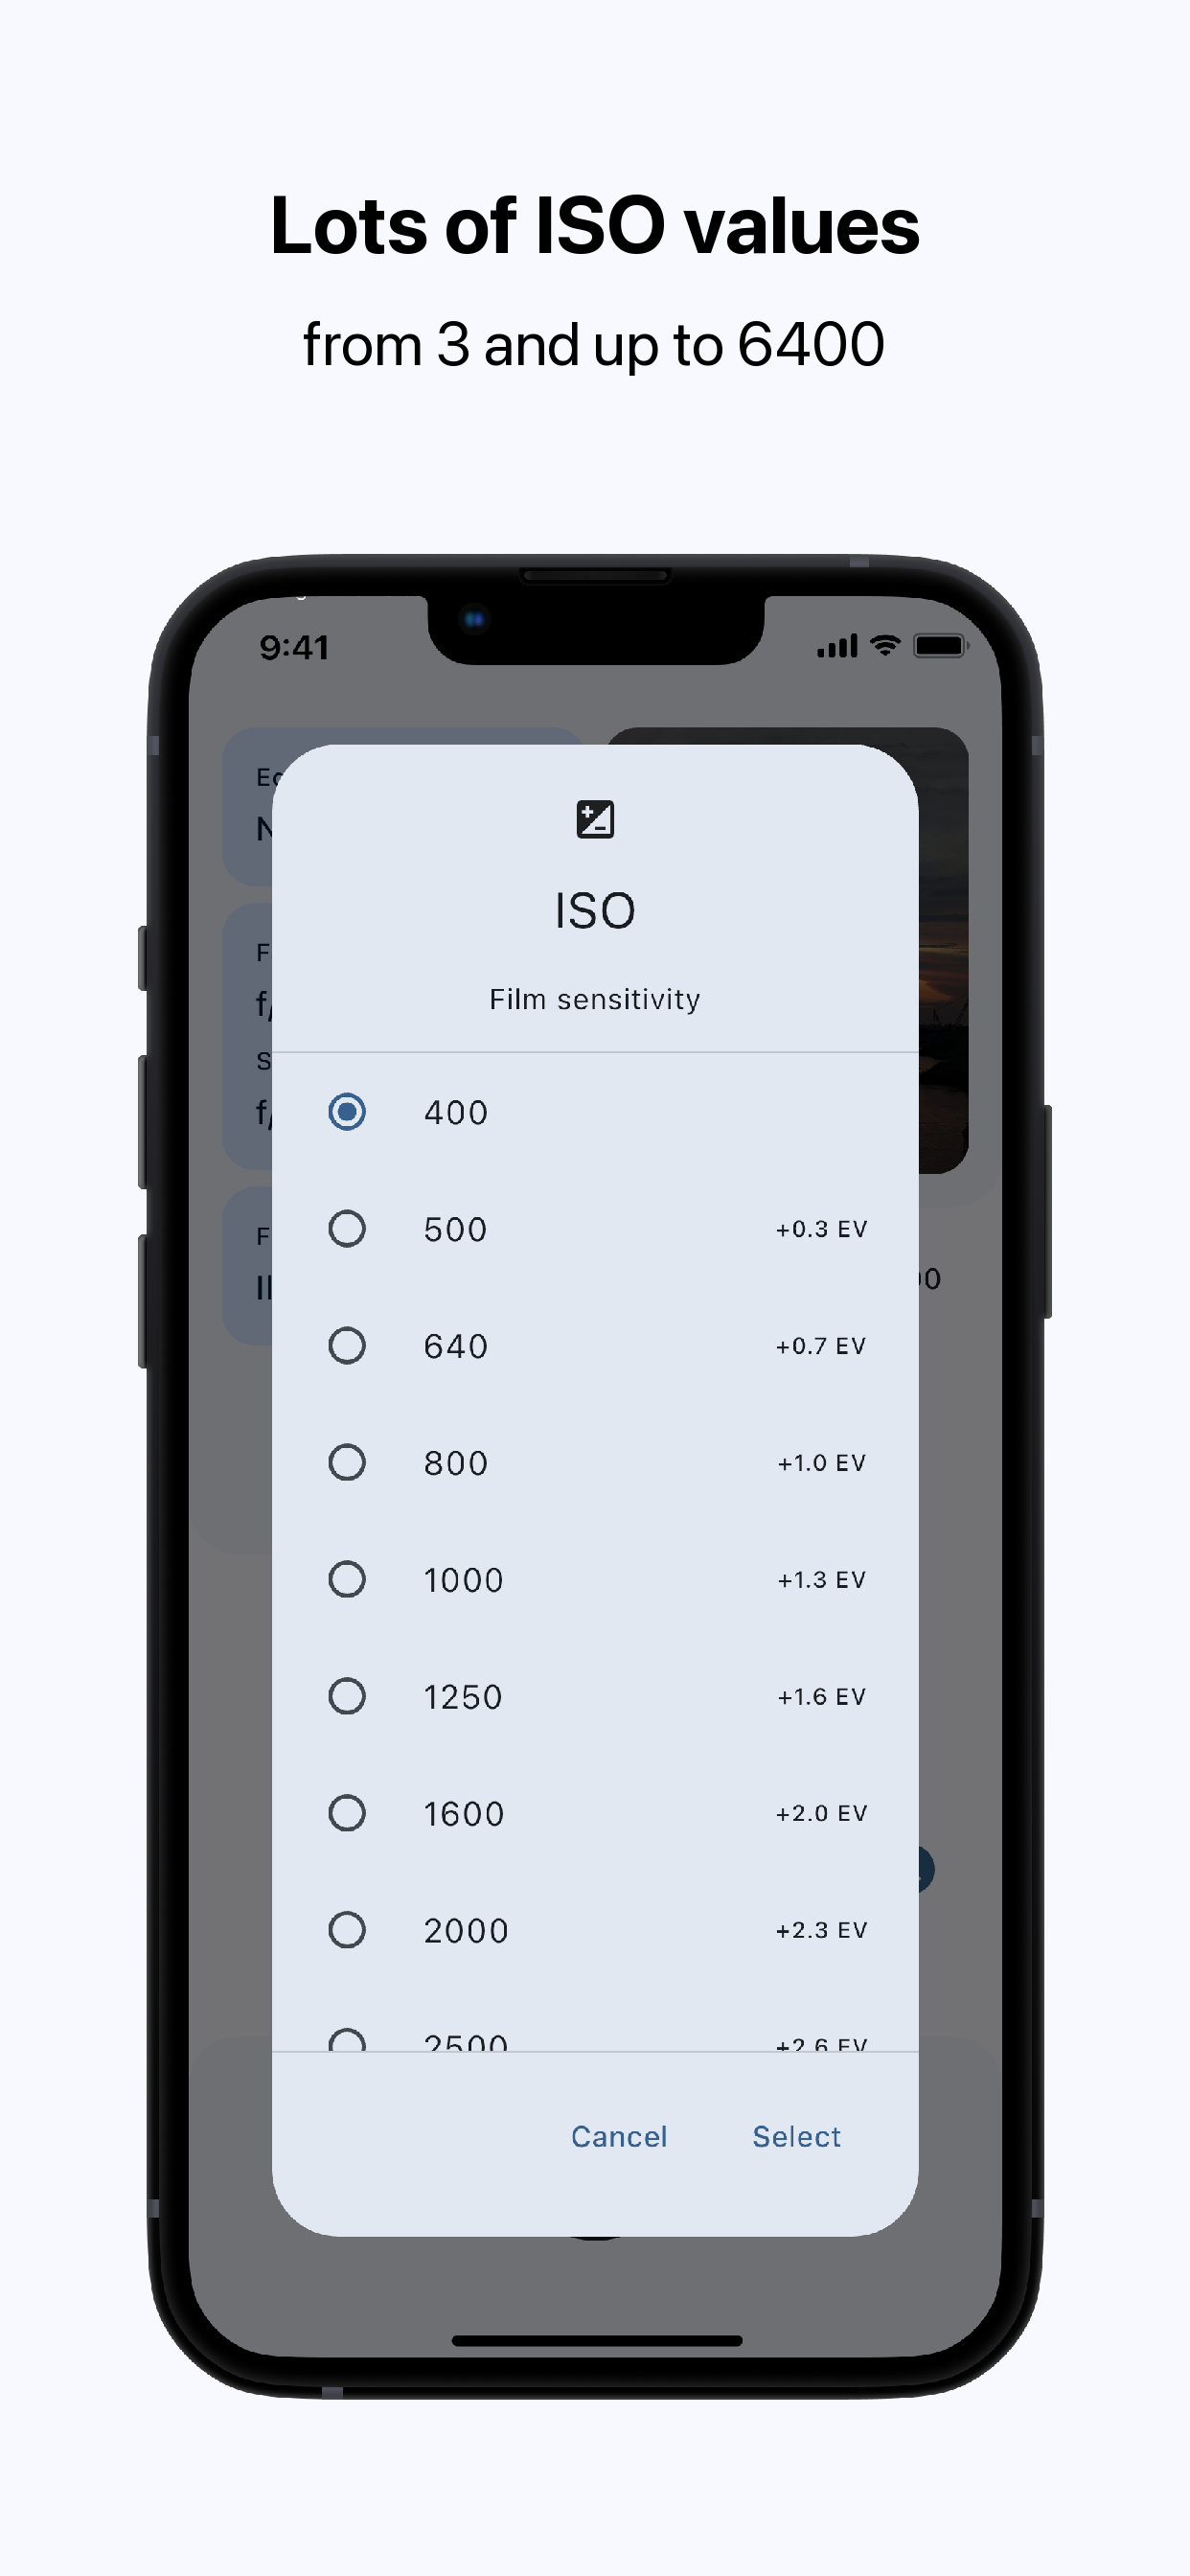 Lots of ISO values
from 3 and up to 6400
9:41
ISO
Film sensitivity
400
500 +0.3 EV
640 +0.7 EV
800 +1.0 EV
1000 +1.3 EV
1250 +1.6 EV
1600 +2.0 EV
2000 +2.3 EV
2500 +2.6 EV
Cancel Select